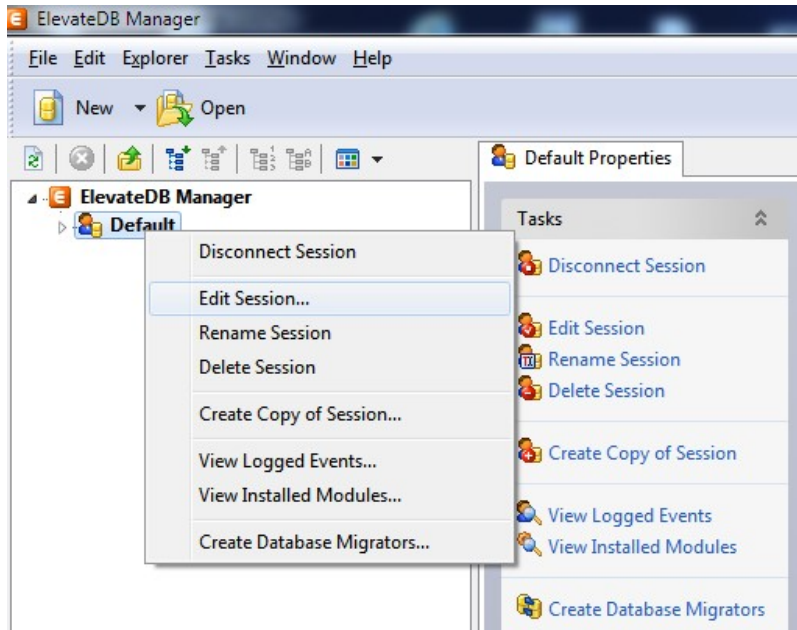 ElevateDB Manager
File Edit Explorer Tasks Window Help
New Open
Default Properties
ElevateDB Manager
Default
Disconnect Session
Edit Session...
Rename Session
Delete Session
Create Copy of Session...
View Logged Events...
View Installed Modules...
Create Database Migrators...
Tasks
Disconnect Session
Edit Session
Rename Session
Delete Session
Create Copy of Session
View Logged Events
View Installed Modules
Create Database Migrators